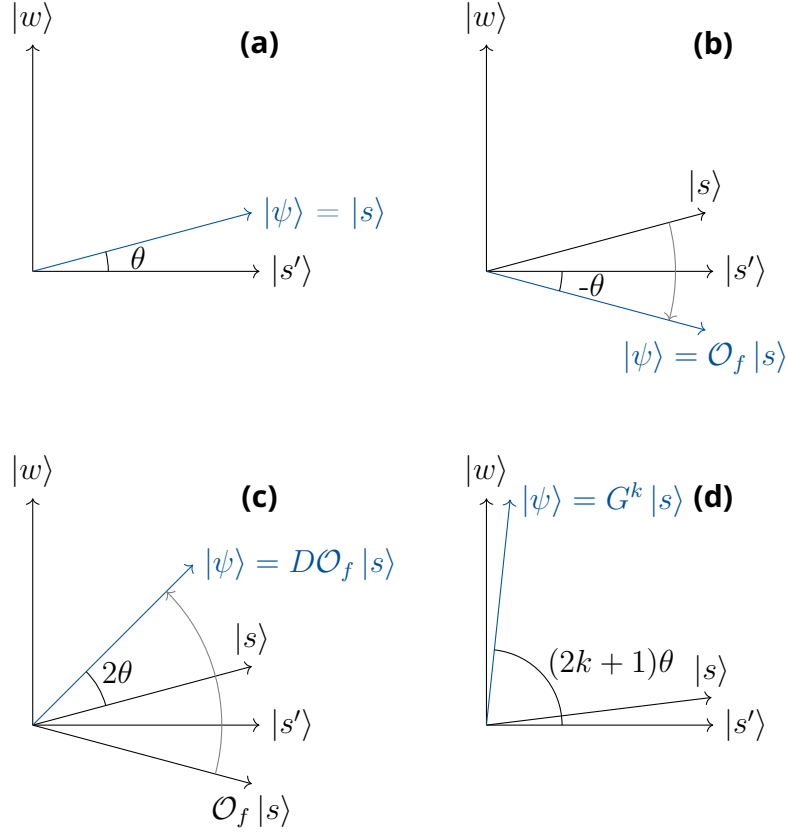 |w⟩
(a)
|ψ⟩ = |s⟩
θ
|s′⟩
|w⟩
(b)
|s⟩
|s′⟩
-θ
|ψ⟩ = 𝒪_f |s⟩
|w⟩
(c)
|ψ⟩ = D𝒪_f |s⟩
|s⟩
2θ
|s′⟩
𝒪_f |s⟩
|w⟩
|ψ⟩ = G^k |s⟩
(d)
(2k + 1)θ
|s⟩
|s′⟩